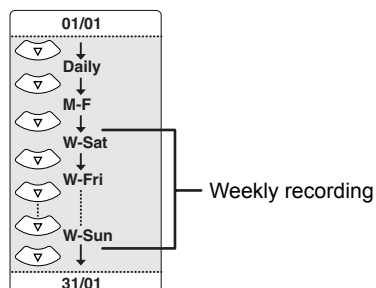 01/01
Daily
M-F
W-Sat
W-Fri
Weekly recording
W-Sun
31/01